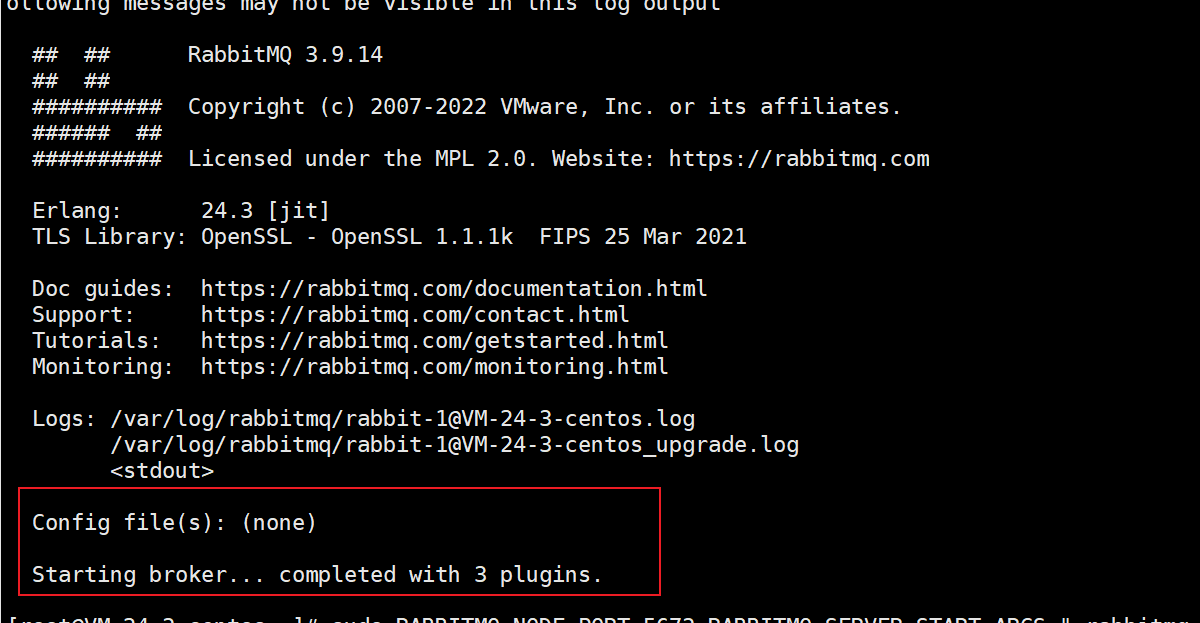 ollowing messages may not be visible in this log output
## ## RabbitMQ 3.9.14
## ##
########## Copyright (c) 2007-2022 VMware, Inc. or its affiliates.
###### ##
########## Licensed under the MPL 2.0. Website: https://rabbitmq.com
Erlang: 24.3 [jit]
TLS Library: OpenSSL - OpenSSL 1.1.1k FIPS 25 Mar 2021
Doc guides: https://rabbitmq.com/documentation.html
Support: https://rabbitmq.com/contact.html
Tutorials: https://rabbitmq.com/getstarted.html
Monitoring: https://rabbitmq.com/monitoring.html
Logs: /var/log/rabbitmq/rabbit-1@VM-24-3-centos.log
/var/log/rabbitmq/rabbit-1@VM-24-3-centos_upgrade.log
<stdout>
Config file(s): (none)
Starting broker... completed with 3 plugins.